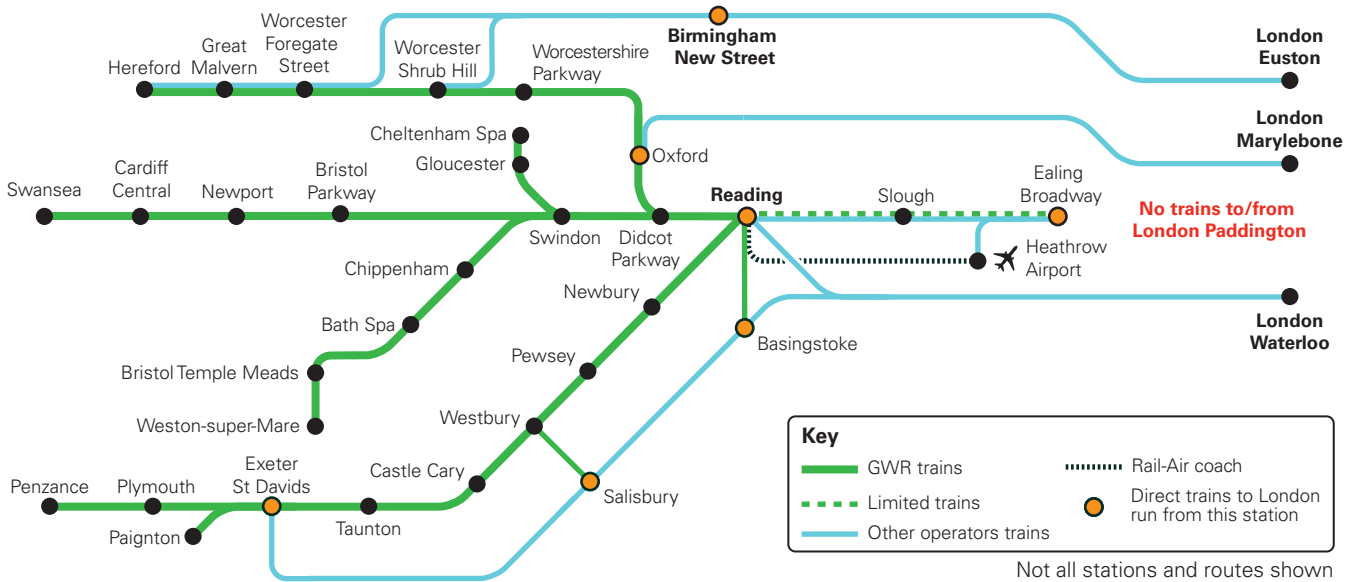 Birmingham
New Street
London
Euston
Worcester
Foregate
Street
Great
Malvern
Hereford
Worcester
Shrub Hill
Worcestershire
Parkway
London
Marylebone
Cheltenham Spa
Gloucester
Oxford
Swansea
Cardiff
Central
Newport
Bristol
Parkway
Swindon
Didcot
Parkway
Reading
Slough
Ealing
Broadway
No trains to/from
London Paddington
Heathrow
Airport
Chippenham
Newbury
London
Waterloo
Bath Spa
Basingstoke
Bristol Temple Meads
Pewsey
Weston-super-Mare
Westbury
Penzance
Plymouth
Paignton
Exeter
St Davids
Taunton
Castle Cary
Salisbury
Key
GWR trains
Limited trains
Other operators trains
Rail-Air coach
Direct trains to London
run from this station
Not all stations and routes shown